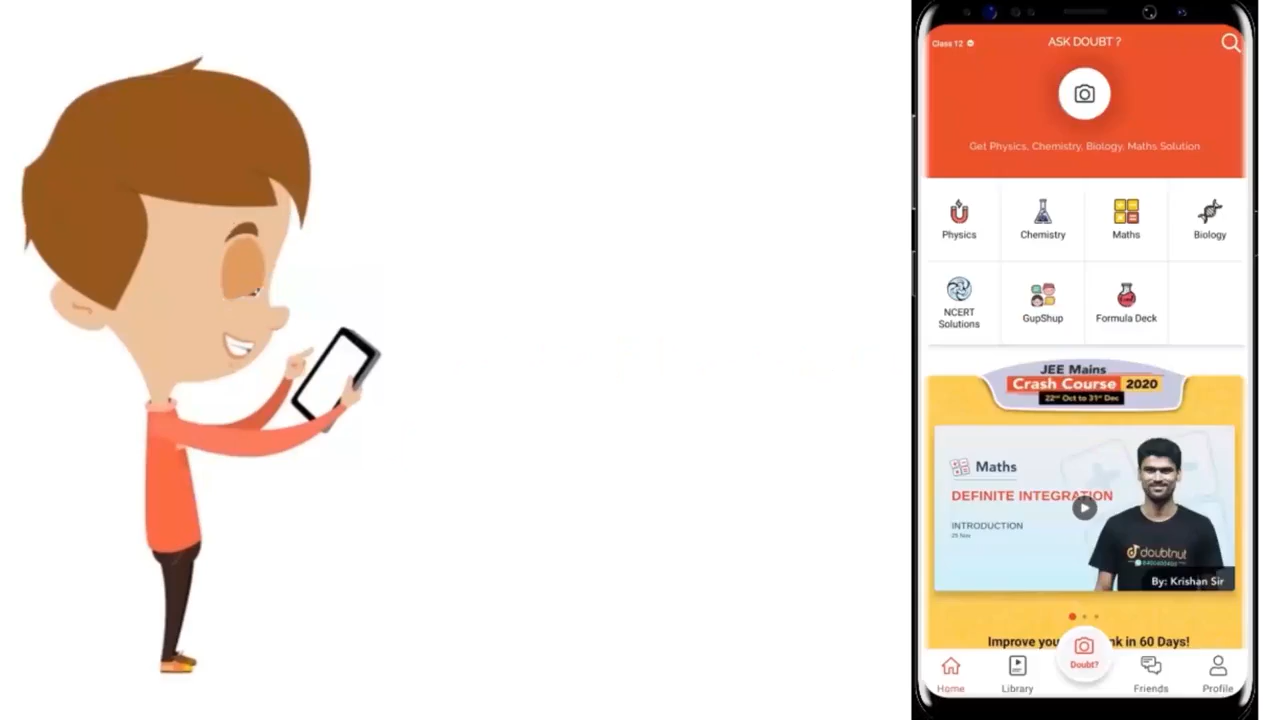 Class 12
ASK DOUBT ?
Get Physics, Chemistry, Biology, Maths Solution
Physics
Chemistry
Maths
Biology
NCERT
Solutions
GupShup
Formula Deck
JEE Mains
Crash Course 2020
22nd Oct to 31st Dec
Maths
DEFINITE INTEGRATION
INTRODUCTION
doubtnut
By: Krishan Sir
Improve you nk in 60 Days!
Doubt?
Home
Library
Friends
Profile